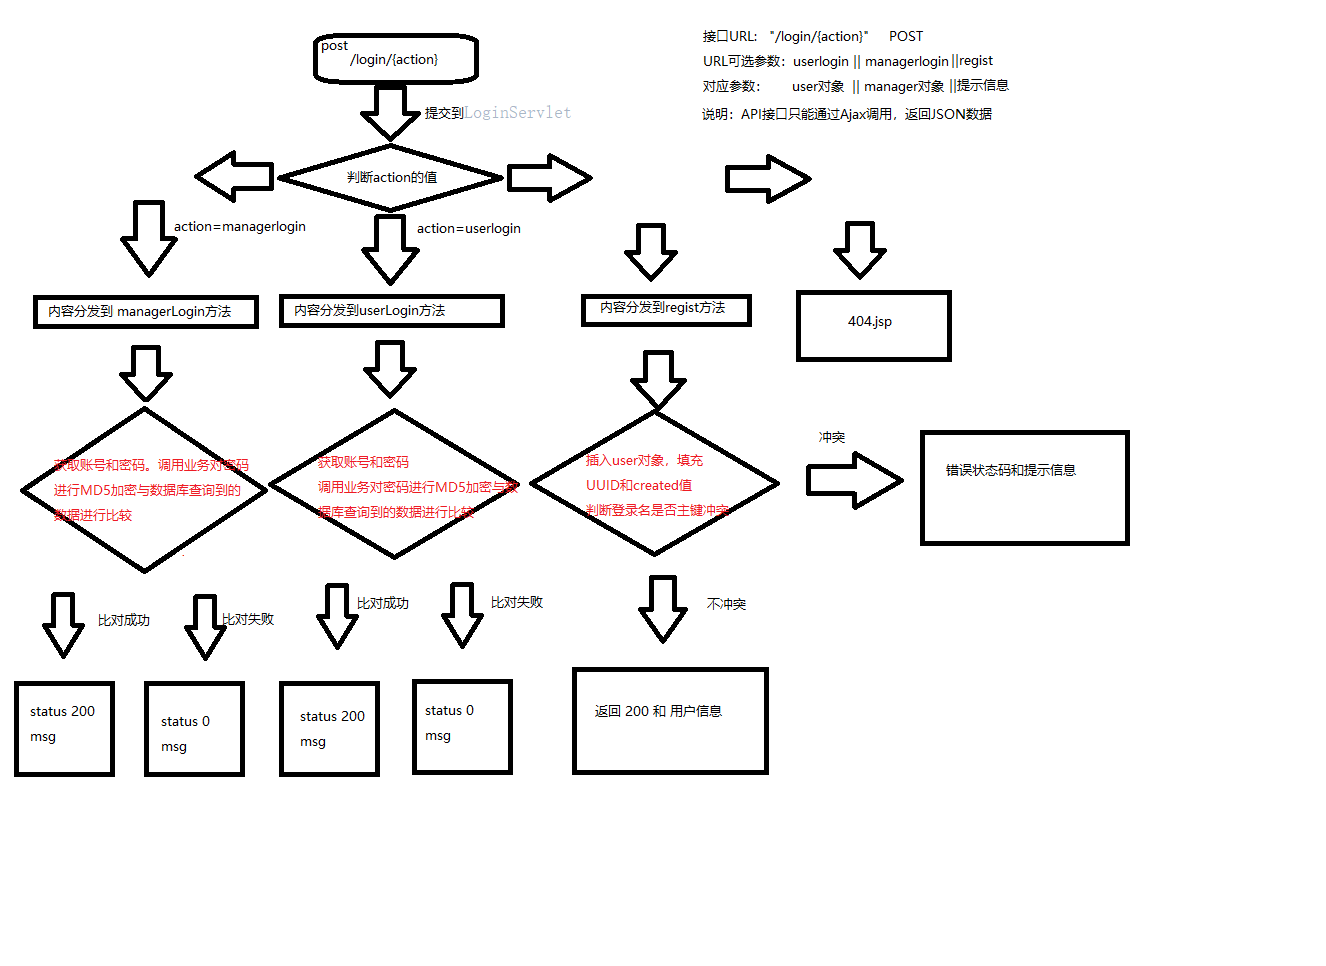 post
/login/{action}
接口URL: "/login/{action}" POST
URL可选参数：userlogin || managerlogin ||regist
对应参数： user对象 || manager对象 ||提示信息
说明：API接口只能通过Ajax调用，返回JSON数据
提交到LoginServlet
判断action的值
action=managerlogin
action=userlogin
内容分发到 managerLogin方法
内容分发到userLogin方法
内容分发到regist方法
404.jsp
获取账号和密码。调用业务对密码
进行MD5加密与数据库查询到的
数据进行比较
获取账号和密码
调用业务对密码进行MD5加密与数
据库查询到的数据进行比较
插入user对象，填充
UUID和created值
判断登录名是否主键冲突
冲突
错误状态码和提示信息
比对成功
比对失败
比对成功
比对失败
不冲突
status 200
msg
status 0
msg
status 200
msg
status 0
msg
返回 200 和 用户信息